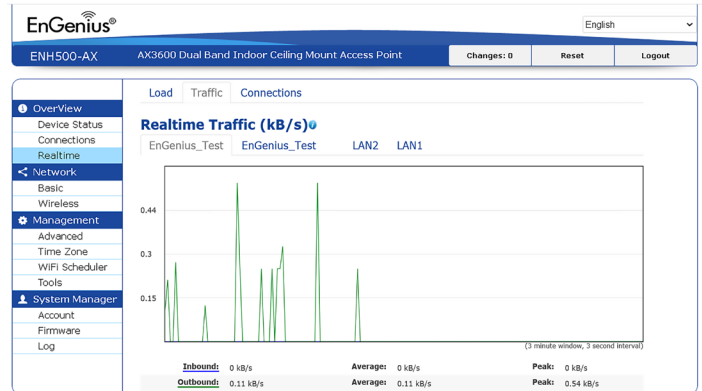 EnGenius®
English
ENH500-AX
AX3600 Dual Band Indoor Ceiling Mount Access Point
Changes: 0
Reset
Logout
Load Traffic Connections
OverView
Device Status
Connections
Realtime
Network
Basic
Wireless
Management
Advanced
Time Zone
WiFi Scheduler
Tools
System Manager
Account
Firmware
Log
Realtime Traffic (kB/s)
EnGenius_Test EnGenius_Test LAN2 LAN1
0.44
0.3
0.15
(3 minute window, 3 second interval)
Inbound: 0 kB/s Average: 0 kB/s Peak: 0 kB/s
Outbound: 0.11 kB/s Average: 0.11 kB/s Peak: 0.54 kB/s